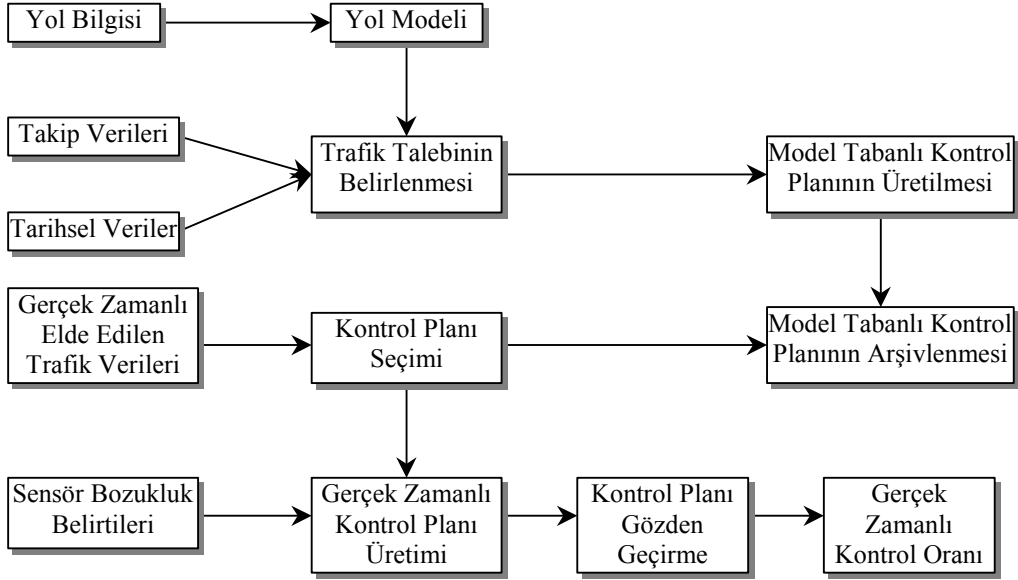 Yol Bilgisi
Yol Modeli
Takip Verileri
Trafik Talebinin
Belirlenmesi
Model Tabanlı Kontrol
Planının Üretilmesi
Tarihsel Veriler
Gerçek Zamanlı
Elde Edilen
Trafik Verileri
Kontrol Planı
Seçimi
Model Tabanlı Kontrol
Planının Arşivlenmesi
Sensör Bozukluk
Belirtileri
Gerçek Zamanlı
Kontrol Planı
Üretimi
Kontrol Planı
Gözden
Geçirme
Gerçek
Zamanlı
Kontrol Oranı